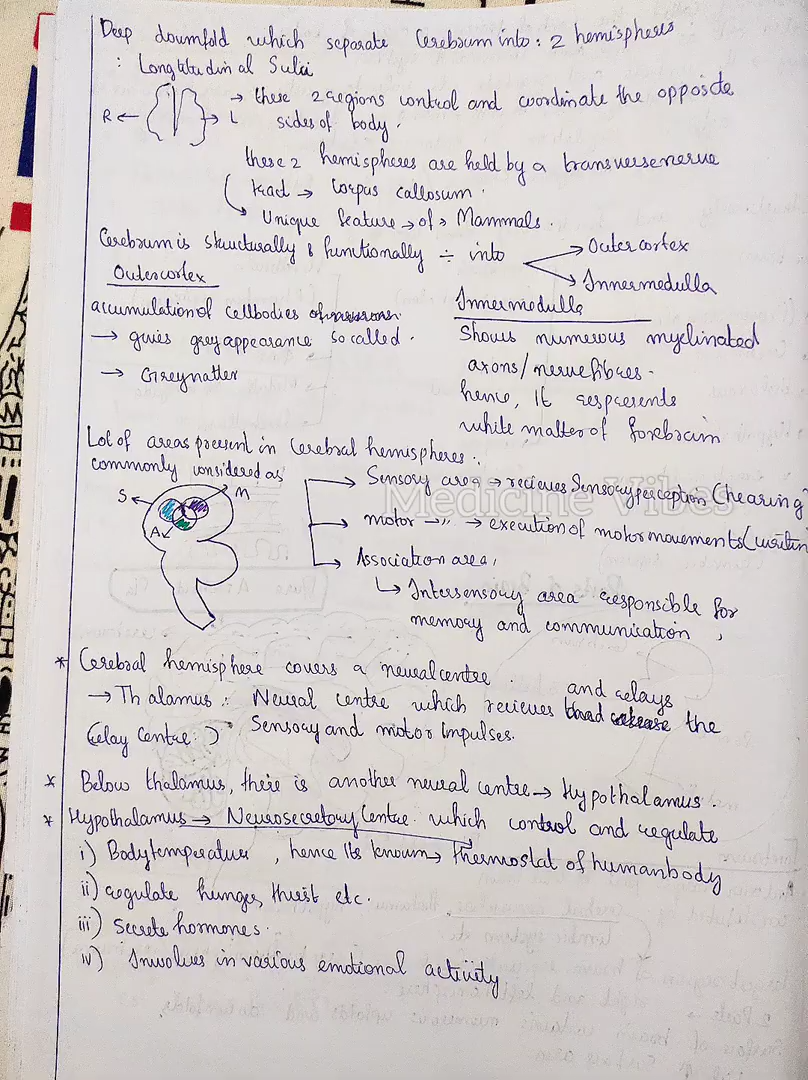 Deep downfold which separate Cerebrum into: 2 hemispheres
: Longitudinal Sulci
R ← → L
→ these 2 regions control and coordinate the opposite
sides of body.
these 2 hemispheres are held by a transverse nerve
tract → Corpus callosum.
Unique feature → of → Mammals.
Cerebrum is structurally & functionally ÷ into
→ Outer cortex
→ Inner medulla
Outer cortex
accumulation of cell bodies of neurons.
→ gives grey appearance so called.
→ Grey matter
Inner medulla
Shows numerous myelinated
axons/nerve fibres.
hence, It respresents
white matter of forebrain
Lot of areas present in Cerebral hemispheres.
commonly considered as
S M A
→ Sensory area → recieves Sensory perception (hearing
→ motor — ,, → execution of motor movements (writin
→ Association area,
↳ Intersensory area responsible for
memory and communication,
* Cerebral hemisphere covers a neural centre.
→ Thalamus: Neural centre which recieves and relays the
(relay centre) Sensory and motor impulses.
* Below thalamus, there is another neural centre → Hypothalamus.
* Hypothalamus → Neurosecretory Centre which control and regulate
i) Body temperature, hence its known → Thermostat of human body
ii) regulate hunger, thirst etc.
iii) Secrete hormones.
iv) Involves in various emotional activity
Medicine Vibes